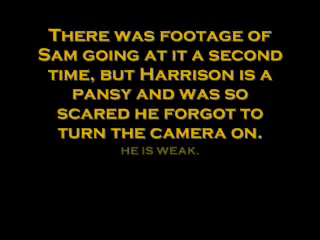 There was footage of
Sam going at it a second
time, but Harrison is a
pansy and was so
scared he forgot to
turn the camera on.
he is weak.